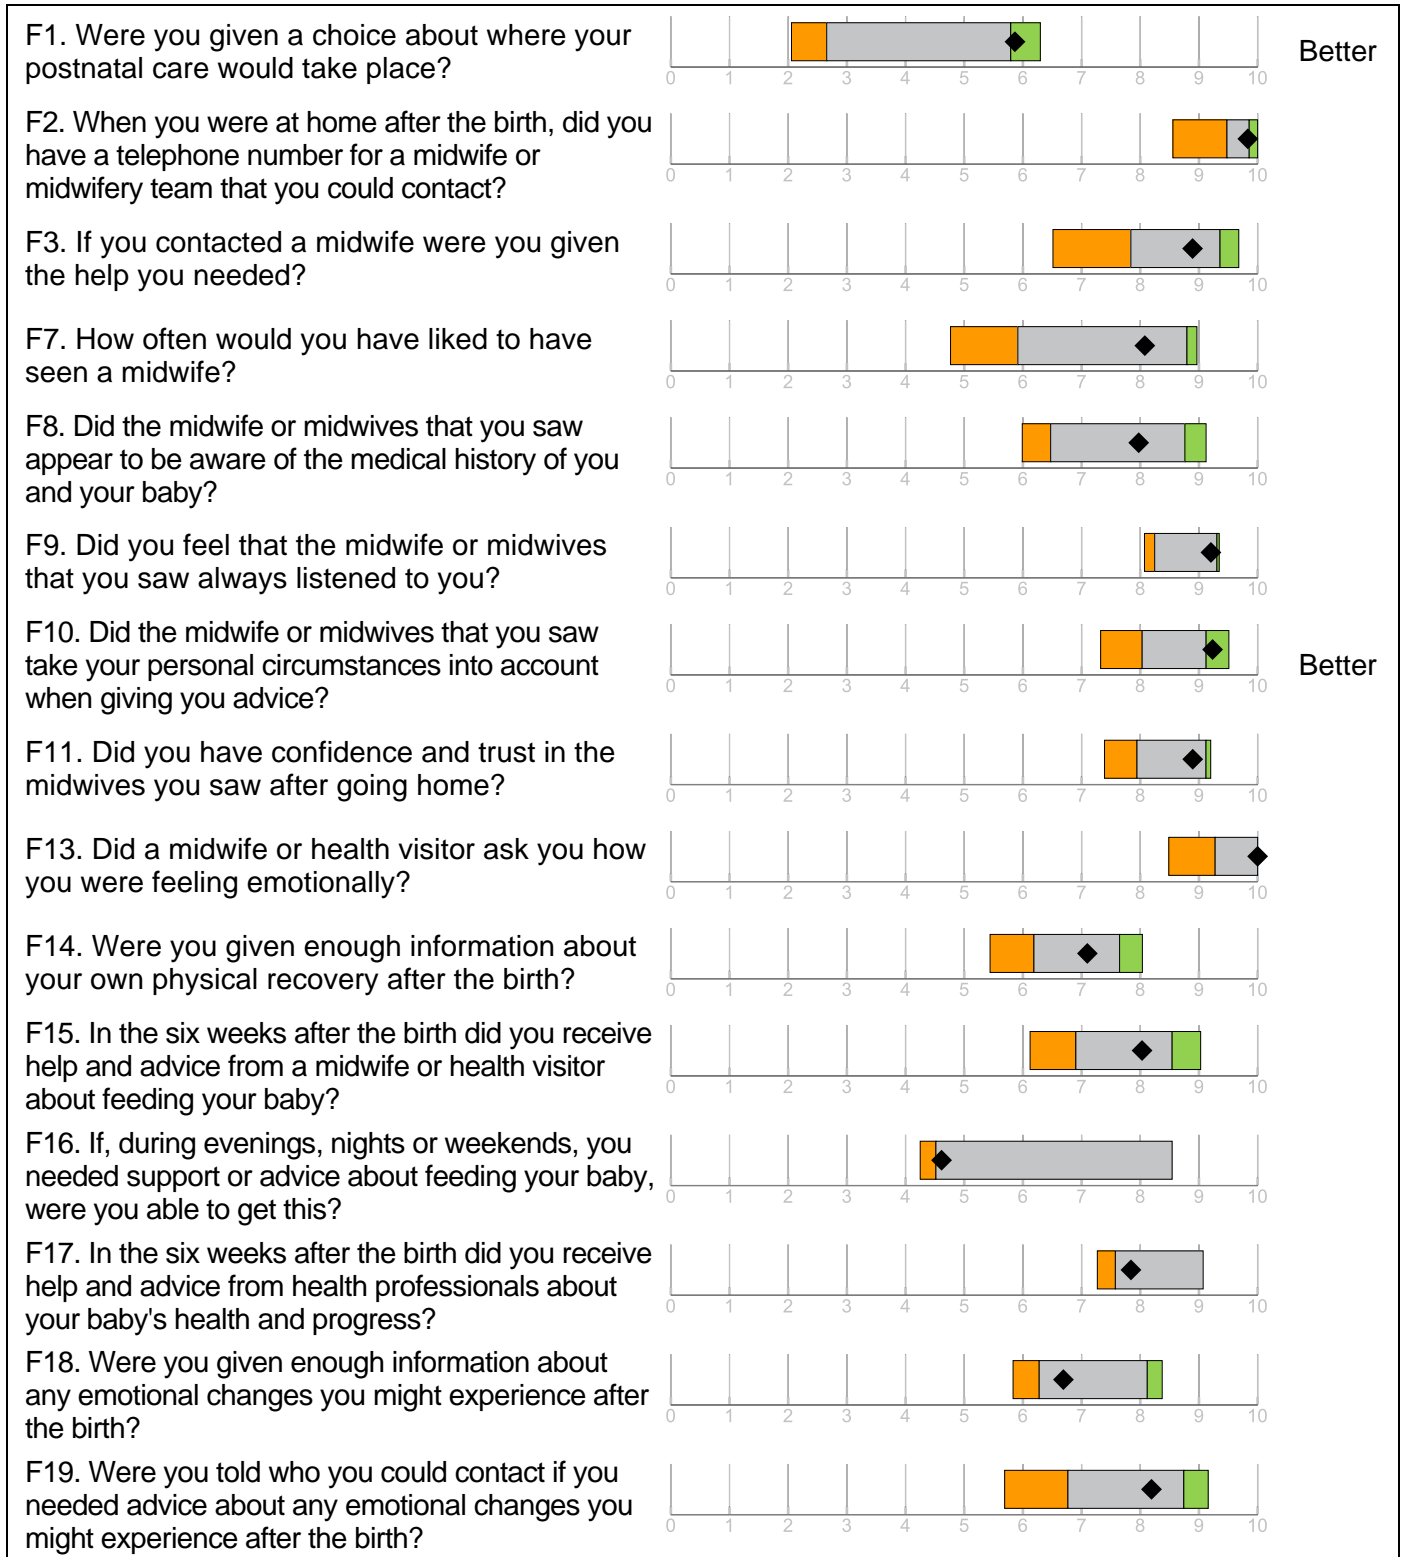 F1. Were you given a choice about where your
postnatal care would take place?
Better
0 1 2 3 4 5 6 7 8 9 10
F2. When you were at home after the birth, did you
have a telephone number for a midwife or
midwifery team that you could contact?
0 1 2 3 4 5 6 7 8 9 10
F3. If you contacted a midwife were you given
the help you needed?
0 1 2 3 4 5 6 7 8 9 10
F7. How often would you have liked to have
seen a midwife?
0 1 2 3 4 5 6 7 8 9 10
F8. Did the midwife or midwives that you saw
appear to be aware of the medical history of you
and your baby?
0 1 2 3 4 5 6 7 8 9 10
F9. Did you feel that the midwife or midwives
that you saw always listened to you?
0 1 2 3 4 5 6 7 8 9 10
F10. Did the midwife or midwives that you saw
take your personal circumstances into account
when giving you advice?
Better
0 1 2 3 4 5 6 7 8 9 10
F11. Did you have confidence and trust in the
midwives you saw after going home?
0 1 2 3 4 5 6 7 8 9 10
F13. Did a midwife or health visitor ask you how
you were feeling emotionally?
0 1 2 3 4 5 6 7 8 9 10
F14. Were you given enough information about
your own physical recovery after the birth?
0 1 2 3 4 5 6 7 8 9 10
F15. In the six weeks after the birth did you receive
help and advice from a midwife or health visitor
about feeding your baby?
0 1 2 3 4 5 6 7 8 9 10
F16. If, during evenings, nights or weekends, you
needed support or advice about feeding your baby,
were you able to get this?
0 1 2 3 4 5 6 7 8 9 10
F17. In the six weeks after the birth did you receive
help and advice from health professionals about
your baby's health and progress?
0 1 2 3 4 5 6 7 8 9 10
F18. Were you given enough information about
any emotional changes you might experience after
the birth?
0 1 2 3 4 5 6 7 8 9 10
F19. Were you told who you could contact if you
needed advice about any emotional changes you
might experience after the birth?
0 1 2 3 4 5 6 7 8 9 10